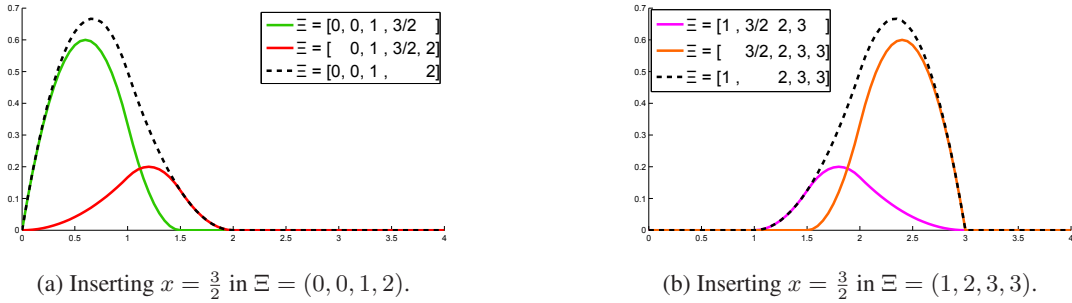 0.7
0.6
0.5
0.4
0.3
0.2
0.1
0
0 0.5 1 1.5 2 2.5 3 3.5 4
Ξ = [0, 0, 1 , 3/2 ]
Ξ = [ 0, 1 , 3/2, 2]
Ξ = [0, 0, 1 , 2]
(a) Inserting x = 3/2 in Ξ = (0, 0, 1, 2).
0.7
0.6
0.5
0.4
0.3
0.2
0.1
0
0 0.5 1 1.5 2 2.5 3 3.5 4
Ξ = [1 , 3/2 2, 3 ]
Ξ = [ 3/2, 2, 3, 3]
Ξ = [1 , 2, 3, 3]
(b) Inserting x = 3/2 in Ξ = (1, 2, 3, 3).